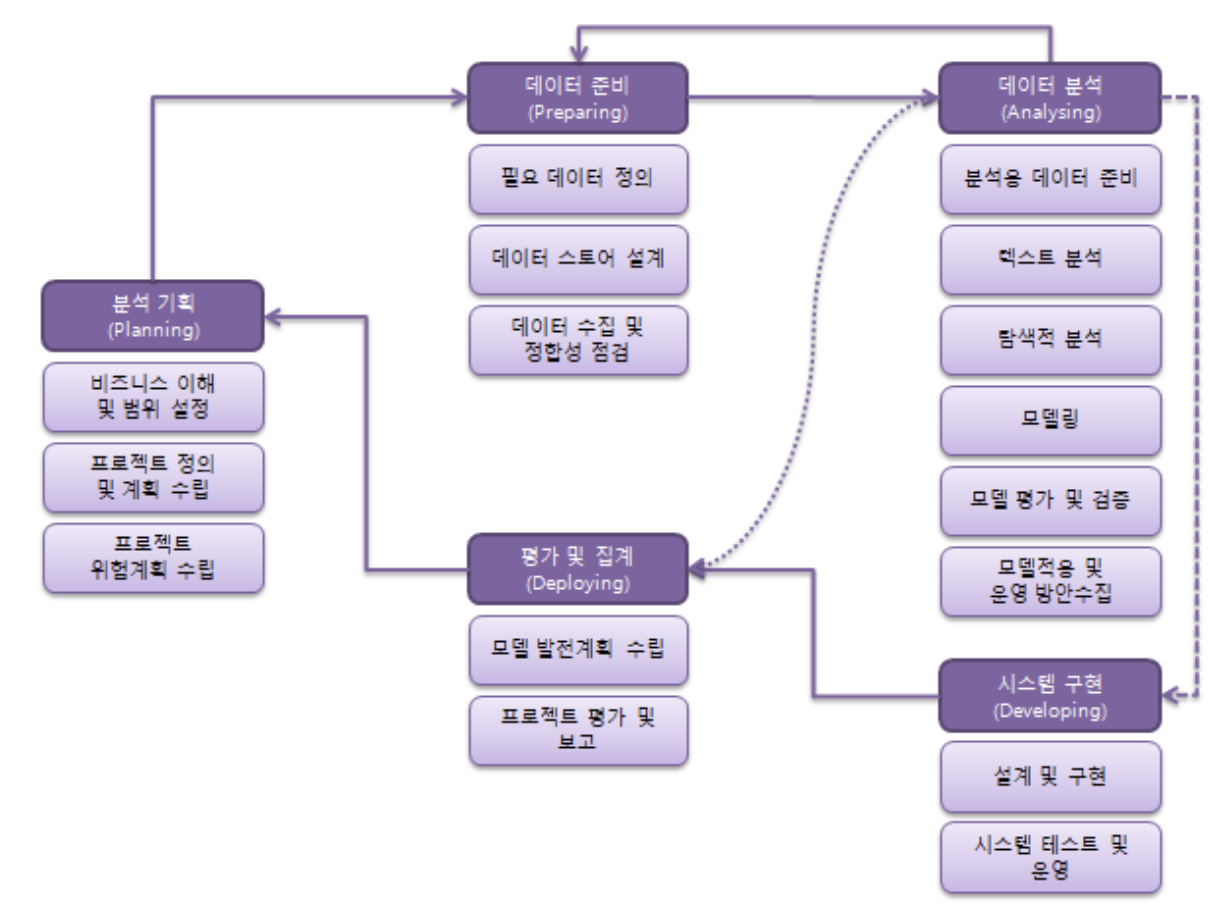 데이터 준비
(Preparing)
필요 데이터 정의
데이터 스토어 설계
데이터 수집 및
정합성 점검
데이터 분석
(Analysing)
분석용 데이터 준비
텍스트 분석
탐색적 분석
모델링
모델 평가 및 검증
모델적용 및
운영 방안수집
분석 기획
(Planning)
비즈니스 이해
및 범위 설정
프로젝트 정의
및 계획 수립
프로젝트
위험계획 수립
평가 및 집계
(Deploying)
모델 발전계획 수립
프로젝트 평가 및
보고
시스템 구현
(Developing)
설계 및 구현
시스템 테스트 및
운영